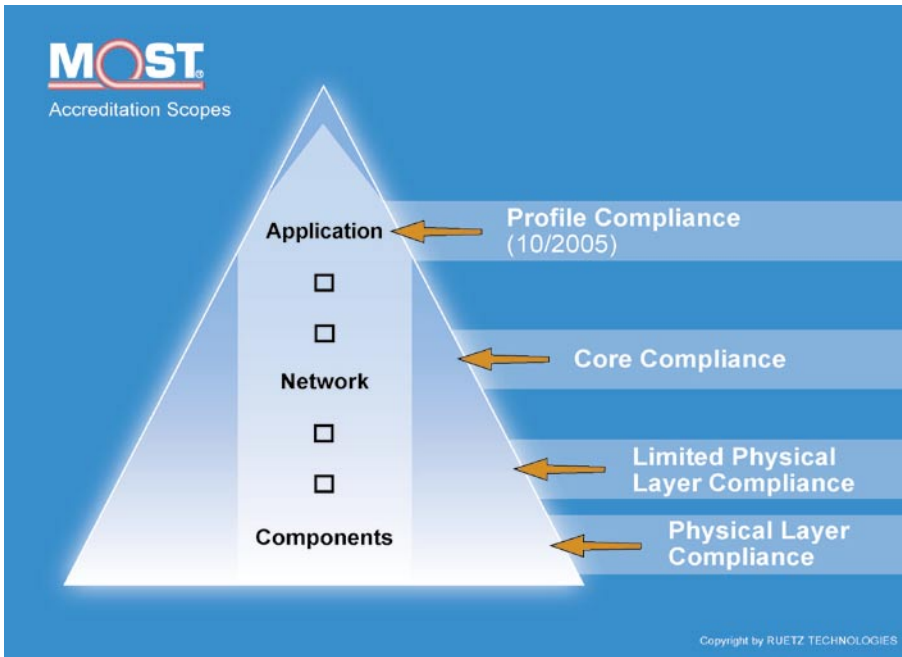 MOST®
Accreditation Scopes
Application
Profile Compliance
(10/2005)
Core Compliance
Network
Limited Physical
Layer Compliance
Components
Physical Layer
Compliance
Copyright by RUETZ TECHNOLOGIES